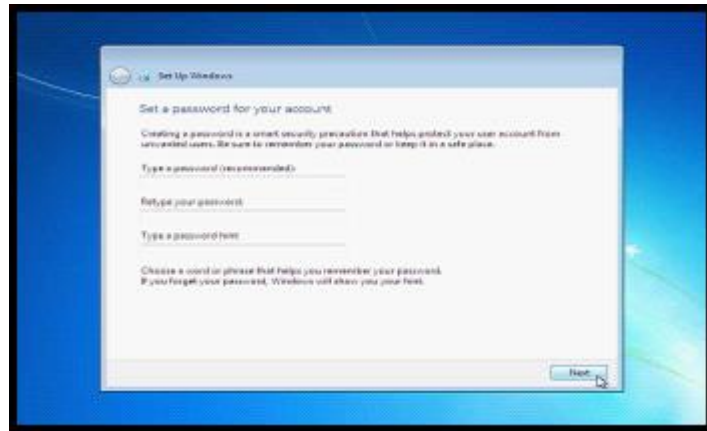 Set Up Windows
Set a password for your account
Creating a password is a smart security precaution that helps protect your user account from
unwanted users. Be sure to remember your password or keep it in a safe place.
Type a password (recommended):
Retype your password:
Type a password hint:
Choose a word or phrase that helps you remember your password.
If you forget your password, Windows will show you your hint.
Next